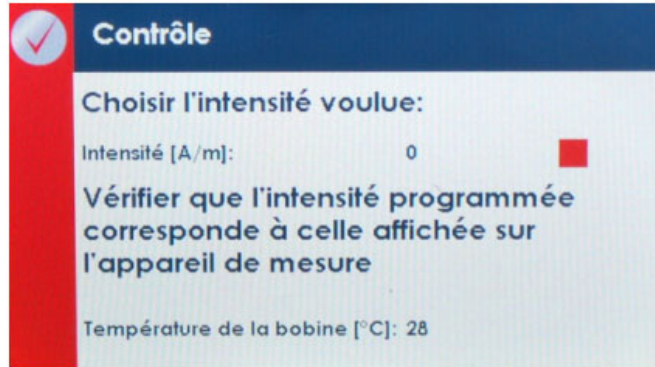 Contrôle
Choisir l'intensité voulue:
Intensité [A/m]: 0
Vérifier que l'intensité programmée
corresponde à celle affichée sur
l'appareil de mesure
Température de la bobine [°C]: 28